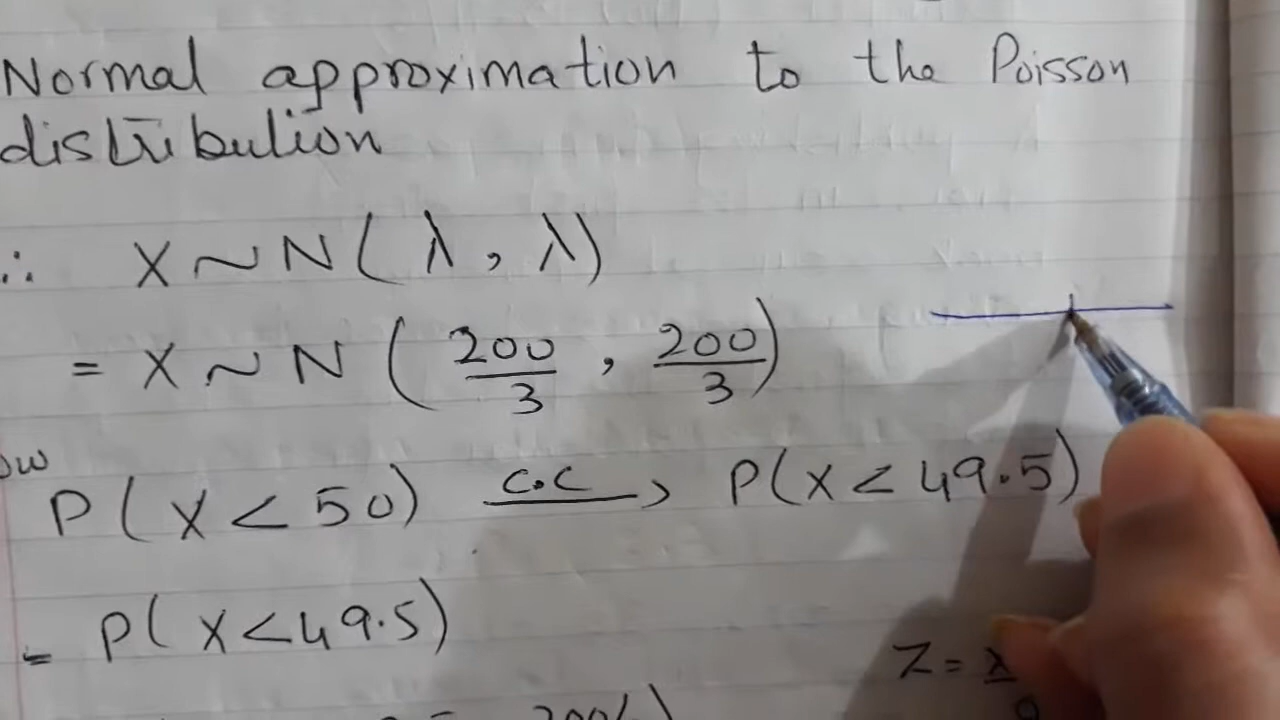 Normal approximation to the Poisson
distribution
∴ X ~ N ( λ , λ )
= X ~ N ( 200/3 , 200/3 )
P ( X < 50 ) c.c → P ( X < 49.5 )
= P ( X < 49.5 )
Z = x